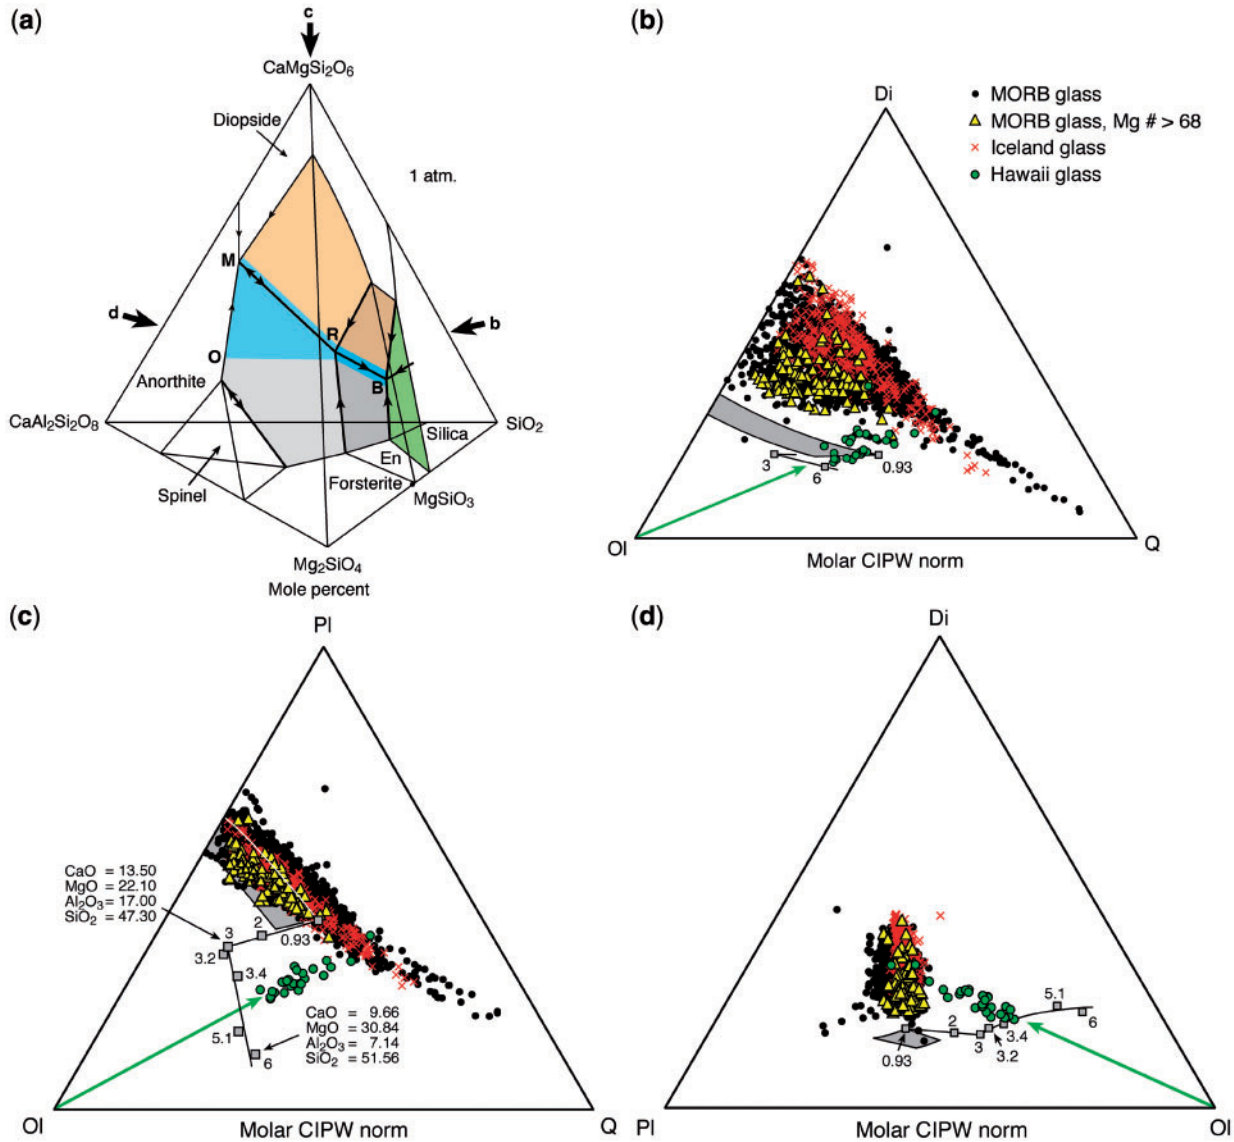 (a)
c
CaMgSi₂O₆
Diopside
1 atm.
M
d
b
R
O
B
Anorthite
CaAl₂Si₂O₈
SiO₂
Silica
En
Spinel
Forsterite
MgSiO₃
Mg₂SiO₄
Mole percent
(b)
Di
MORB glass
MORB glass, Mg # > 68
Iceland glass
Hawaii glass
3
6
0.93
Ol
Q
Molar CIPW norm
(c)
Pl
CaO = 13.50
MgO = 22.10
Al₂O₃ = 17.00
SiO₂ = 47.30
3
2
0.93
3.2
3.4
5.1
6
CaO = 9.66
MgO = 30.84
Al₂O₃ = 7.14
SiO₂ = 51.56
Ol
Q
Molar CIPW norm
(d)
Di
5.1
2
3.4
6
0.93
3
3.2
Pl
Ol
Molar CIPW norm